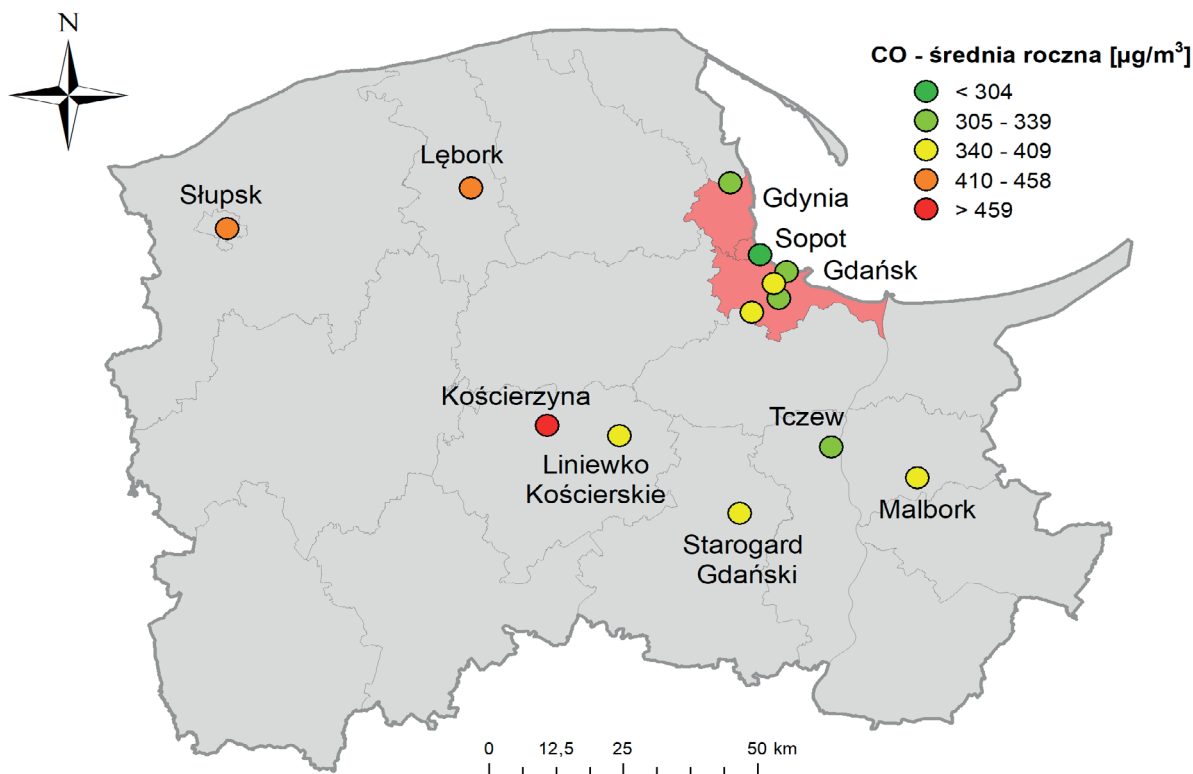 N
CO - średnia roczna [µg/m³]
< 304
305 - 339
340 - 409
410 - 458
> 459
Lębork
Słupsk
Gdynia
Sopot
Gdańsk
Kościerzyna
Tczew
Liniewko
Kościerskie
Malbork
Starogard
Gdański
0 12,5 25 50 km